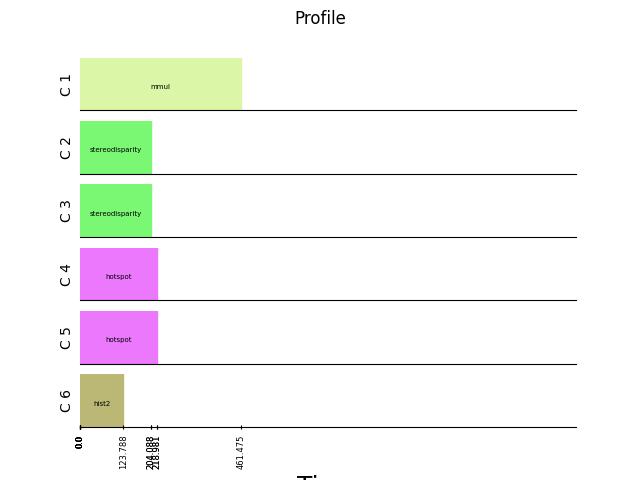 Profile
C 1
mmul
C 2
stereodisparity
C 3
stereodisparity
C 4
hotspot
C 5
hotspot
C 6
hist2
0.0
123.788
204.088
218.981
461.475